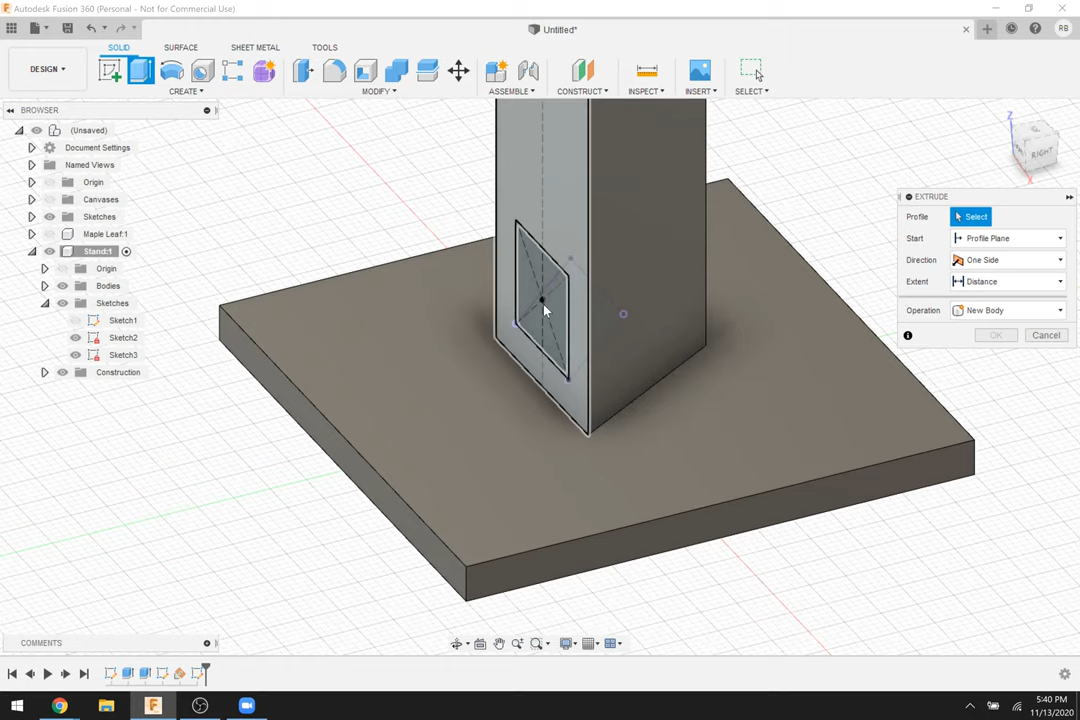 Autodesk Fusion 360 (Personal - Not for Commercial Use)
Untitled*
RB
DESIGN
SOLID SURFACE SHEET METAL TOOLS
CREATE MODIFY ASSEMBLE CONSTRUCT INSPECT INSERT SELECT
BROWSER
(Unsaved)
Document Settings
Named Views
Origin
Canvases
Sketches
Maple Leaf:1
Stand:1
Origin
Bodies
Sketches
Sketch1
Sketch2
Sketch3
Construction
Z
RIGHT
X
EXTRUDE
Profile Select
Start Profile Plane
Direction One Side
Extent Distance
Operation New Body
OK Cancel
COMMENTS
5:40 PM
11/13/2020